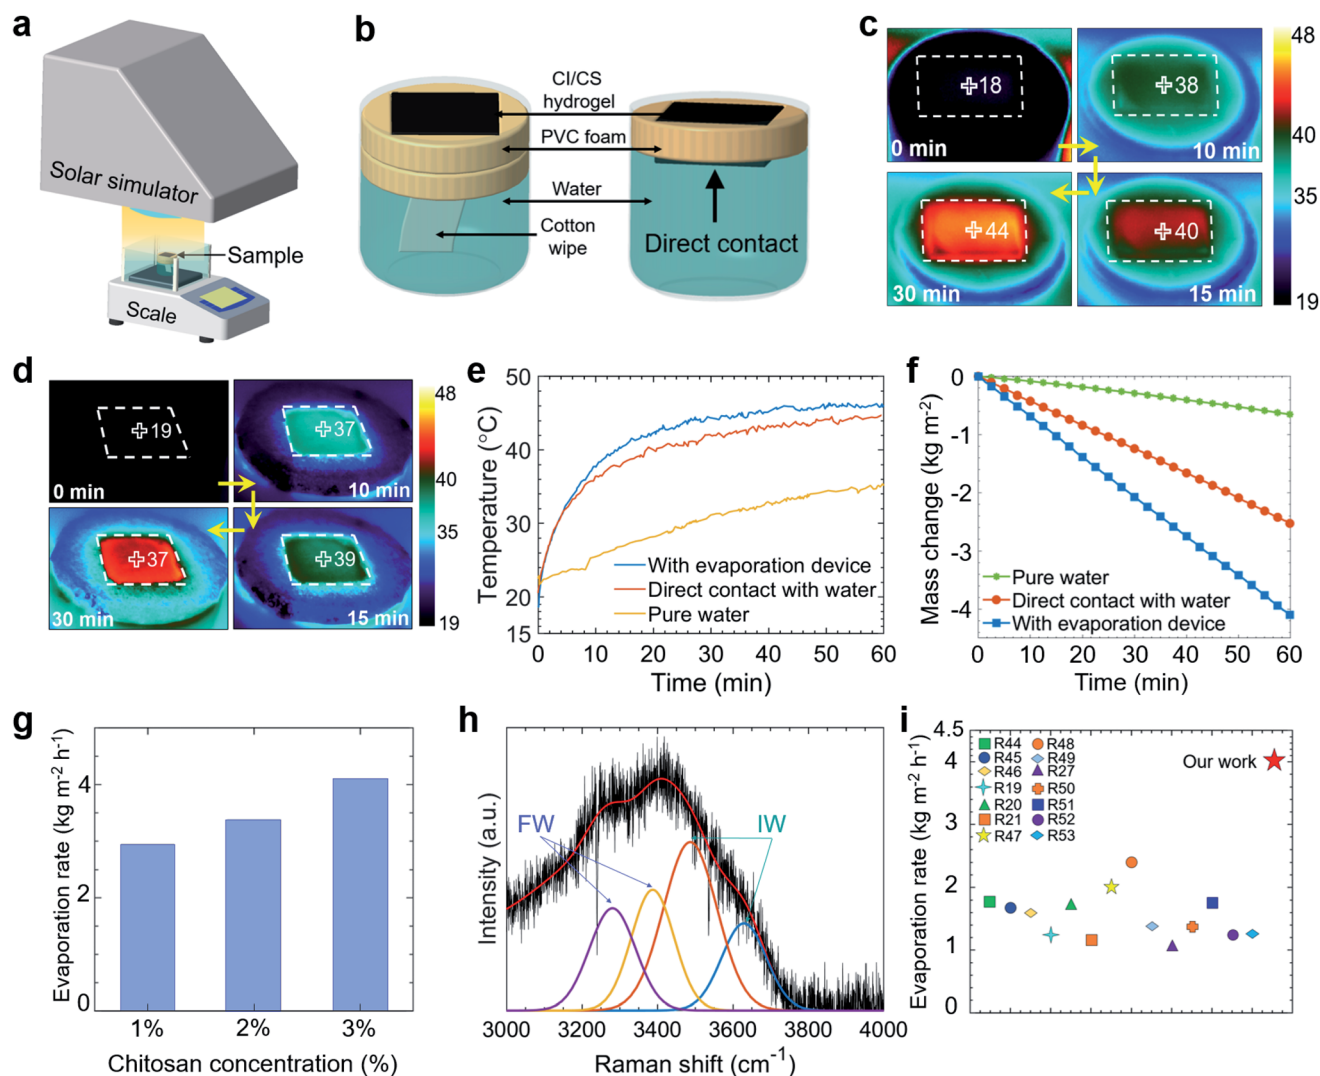 a
Solar simulator
Sample
Scale
b
CI/CS
hydrogel
PVC foam
Water
Cotton
wipe
Direct contact
c
18
0 min
38
10 min
44
30 min
40
15 min
48
40
35
19
d
19
0 min
37
10 min
37
30 min
39
15 min
48
40
35
19
e
Temperature (°C)
50
40
30
20
15
With evaporation device
Direct contact with water
Pure water
0 10 20 30 40 50 60
Time (min)
f
Mass change (kg m-2)
0
-1
-2
-3
-4
Pure water
Direct contact with water
With evaporation device
0 20 40 60
Time (min)
g
Evaporation rate (kg m-2 h-1)
4
2
0
1% 2% 3%
Chitosan concentration (%)
h
Intensity (a.u.)
FW
IW
3000 3200 3400 3600 3800 4000
Raman shift (cm-1)
i
Evaporation rate (kg m-2 h-1)
4.5
3
2
1
0
R44 R48
R45 R49
R46 R27
R19 R50
R20 R51
R21 R52
R47 R53
Our work